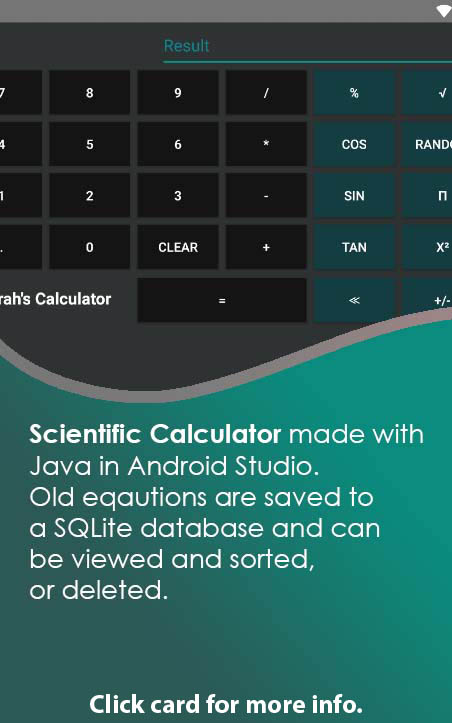 Result
7 8 9 / % √
4 5 6 * COS RANDO
1 2 3 - SIN Π
. 0 CLEAR + TAN X²
rah's Calculator = << +/-
Scientific Calculator made with
Java in Android Studio.
Old eqautions are saved to
a SQLite database and can
be viewed and sorted,
or deleted.
Click card for more info.